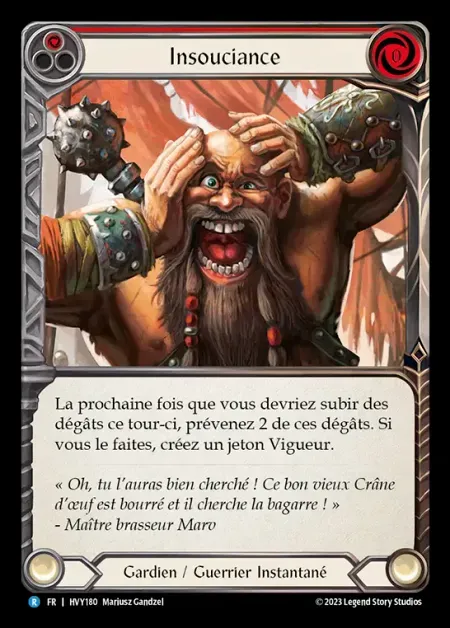 Insouciance
0
La prochaine fois que vous devriez subir des
dégâts ce tour-ci, prévenez 2 de ces dégâts. Si
vous le faites, créez un jeton Vigueur.
« Oh, tu l'auras bien cherché ! Ce bon vieux Crâne
d'œuf est bourré et il cherche la bagarre ! »
- Maître brasseur Marv
Gardien / Guerrier Instantané
R FR | HVY180 Mariusz Gandzel
© 2023 Legend Story Studios